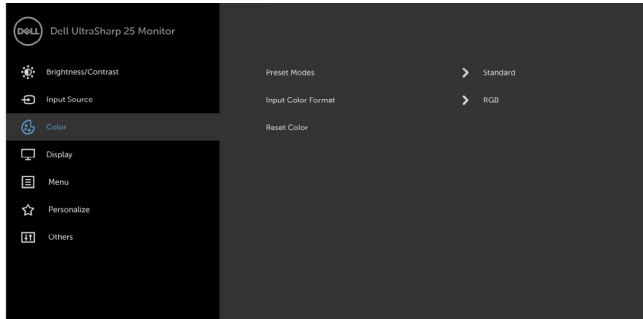 DELL
Dell UltraSharp 25 Monitor
Brightness/Contrast
Input Source
Color
Display
Menu
Personalize
Others
Preset Modes Standard
Input Color Format RGB
Reset Color